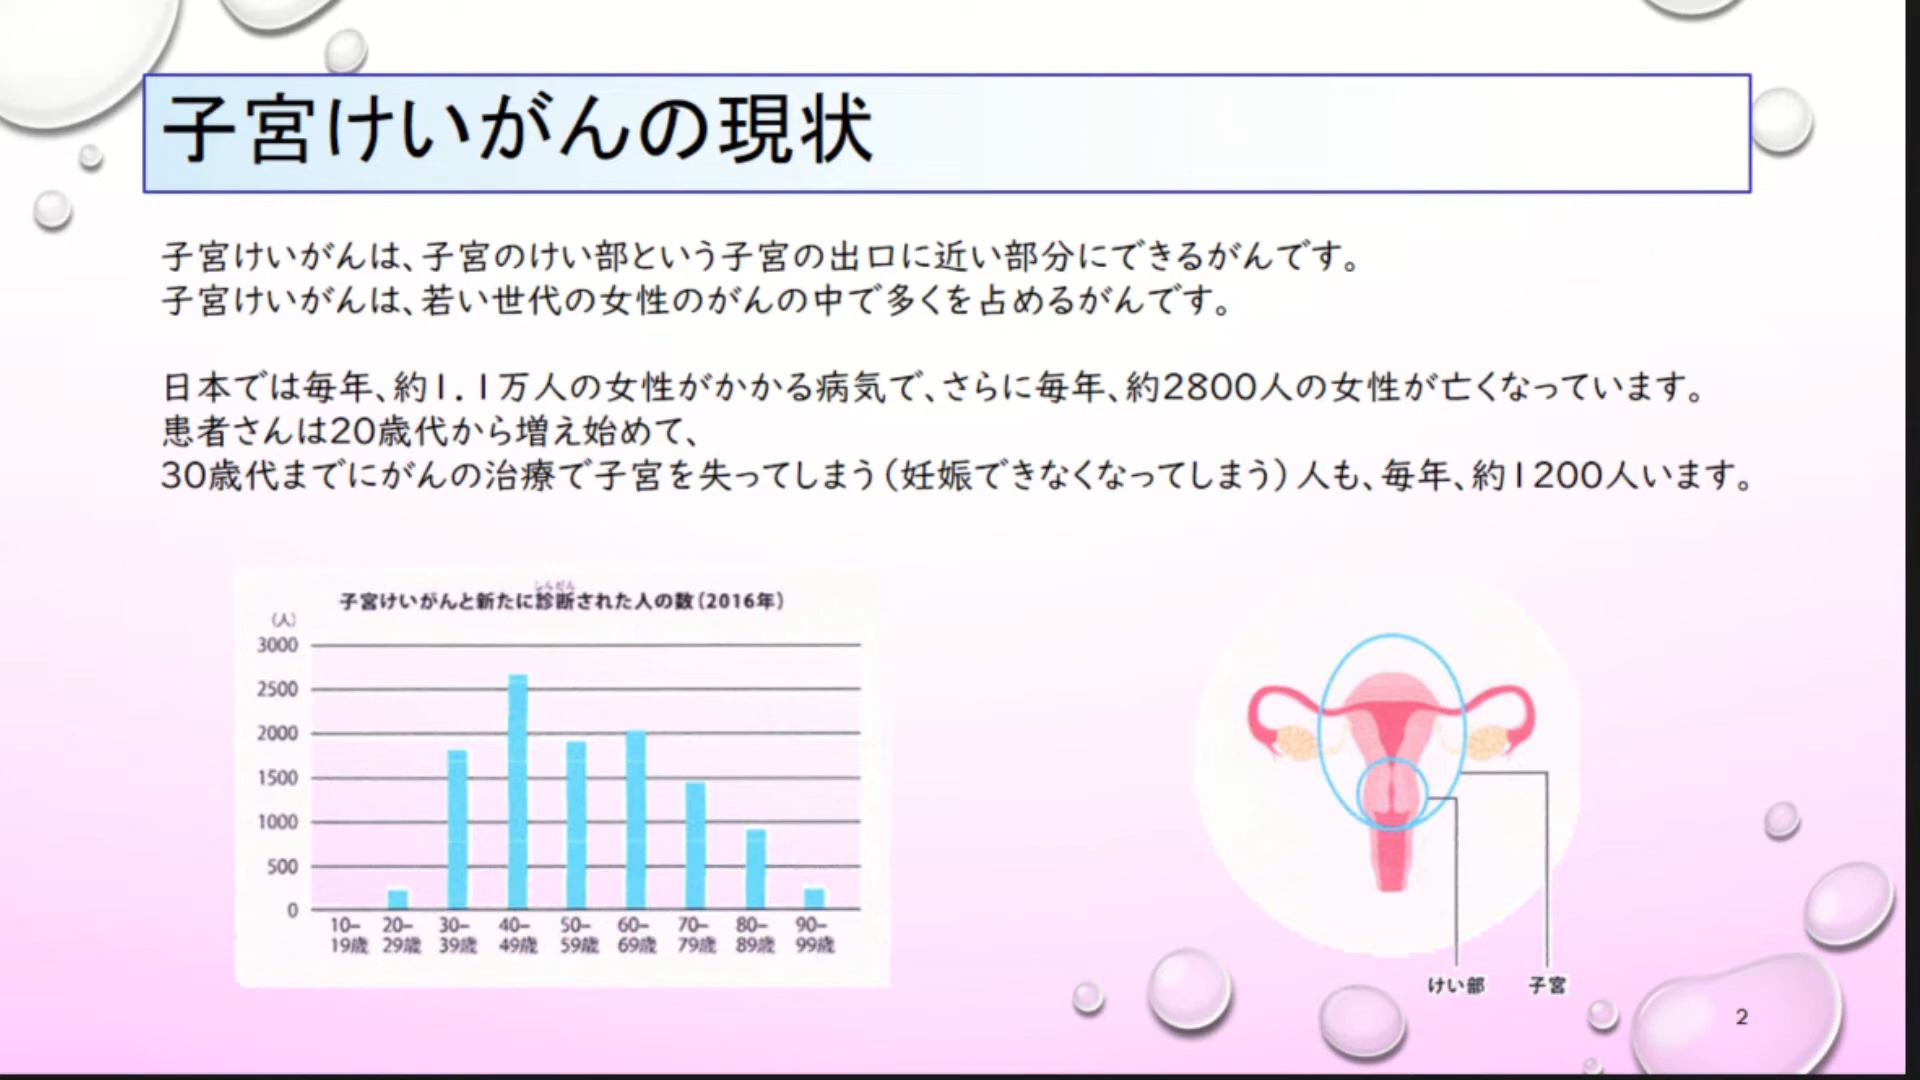 子宮けいがんの現状
子宮けいがんは、子宮のけい部という子宮の出口に近い部分にできるがんです。
子宮けいがんは、若い世代の女性のがんの中で多くを占めるがんです。
日本では毎年、約1.1万人の女性がかかる病気で、さらに毎年、約2800人の女性が亡くなっています。
患者さんは20歳代から増え始めて、
30歳代までにがんの治療で子宮を失ってしまう(妊娠できなくなってしまう)人も、毎年、約1200人います。
しんだん
子宮けいがんと新たに診断された人の数(2016年)
(人)
3000
2500
2000
1500
1000
500
0
10–19歳
20–29歳
30–39歳
40–49歳
50–59歳
60–69歳
70–79歳
80–89歳
90–99歳
けい部
子宮
2